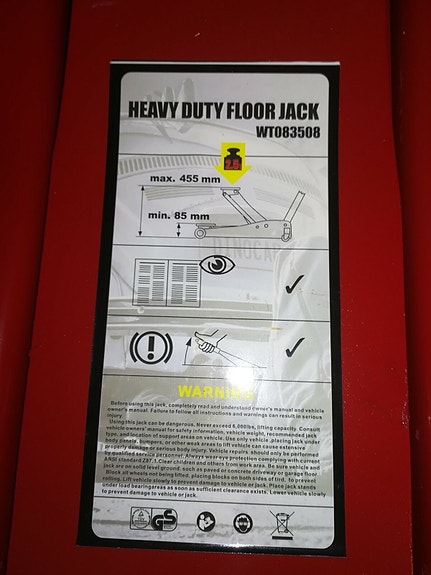 HEAVY DUTY FLOOR JACK
WT083508
2.5
max. 455 mm
min. 85 mm
WARNING
Before using this jack, completely read and understand owner's manual and vehicle
owner's manual. Failure to follow all instructions and warnings can result in serious
injury.
Using this jack can be dangerous. Never exceed 6,000lbs, lifting capacity. Consult
vehicle owners' manual for safety information, vehicle weight, recommended jack
type, and location of support areas on vehicle. Use only vehicle ,placing jack under
body panels, bumpers, or other weak areas to lift vehicle can cause extensive
property damage or serious bodily injury. Vehicle repairs should only be performed
by qualified service personnel. Always wear eye protection complying with current
ANSI standard Z87.1.Clear children and others from work area. Be sure vehicle and
jack are on solid level ground, such as paved or concrete driveway or garage floor.
Block all wheels not being lifted, placing blocks on both sides of tird. to prevent
rolling. Lift vehicle slowly to prevent damage to vehicle or jack. Place jack stands
under load bearingareas as soon as sufficient clearance exists. Lower vehicle slowly
to prevent damage to vehicle or jack.
GS